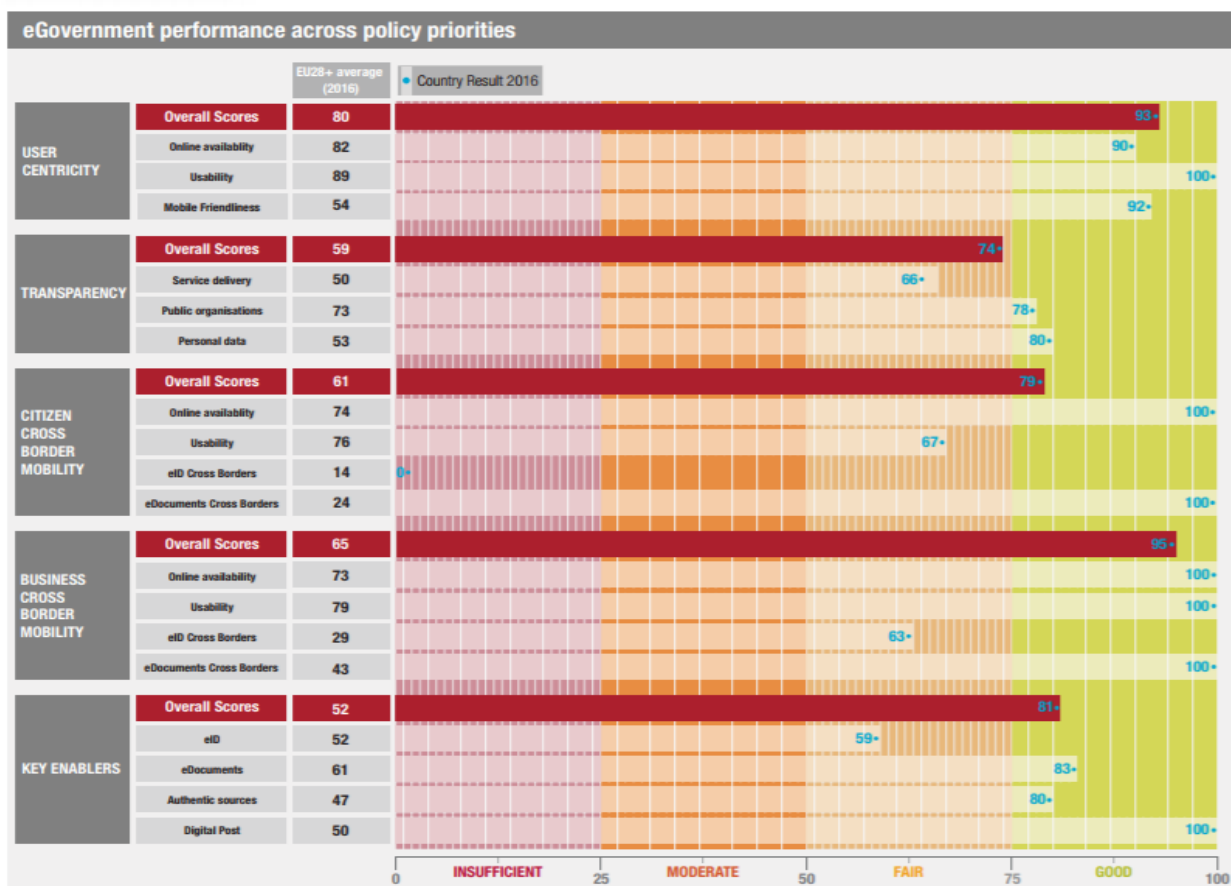 eGovernment performance across policy priorities
EU28+ average
(2016)
Country Result 2016
USER
CENTRICITY
Overall Scores 80 93
Online availablity 82 90
Usability 89 100
Mobile Friendliness 54 92
TRANSPARENCY
Overall Scores 59 74
Service delivery 50 66
Public organisations 73 78
Personal data 53 80
CITIZEN
CROSS
BORDER
MOBILITY
Overall Scores 61 79
Online availablity 74 100
Usability 76 67
eID Cross Borders 14 0
eDocuments Cross Borders 24 100
BUSINESS
CROSS
BORDER
MOBILITY
Overall Scores 65 95
Online availability 73 100
Usability 79 100
eID Cross Borders 29 63
eDocuments Cross Borders 43 100
KEY ENABLERS
Overall Scores 52 81
eID 52 59
eDocuments 61 83
Authentic sources 47 80
Digital Post 50 100
INSUFFICIENT MODERATE FAIR GOOD
0 25 50 75 100